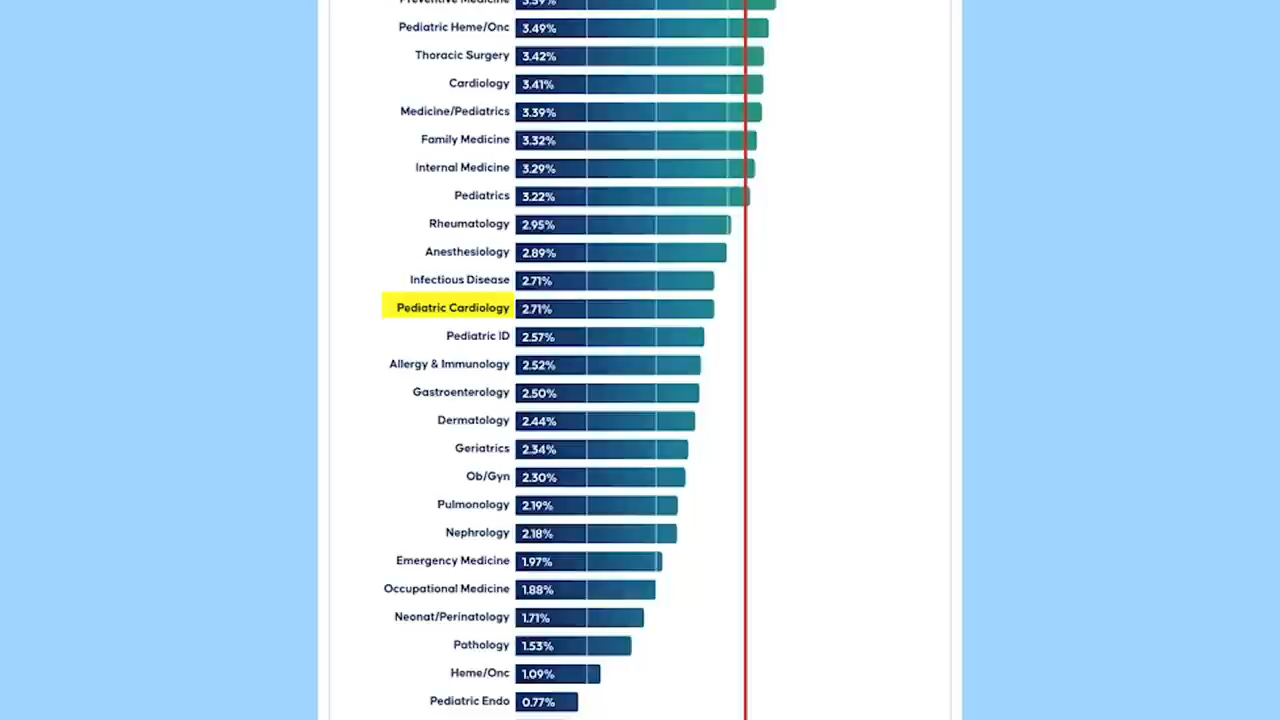 Preventive Medicine 3.59%
Pediatric Heme/Onc 3.49%
Thoracic Surgery 3.42%
Cardiology 3.41%
Medicine/Pediatrics 3.39%
Family Medicine 3.32%
Internal Medicine 3.29%
Pediatrics 3.22%
Rheumatology 2.95%
Anesthesiology 2.89%
Infectious Disease 2.71%
Pediatric Cardiology 2.71%
Pediatric ID 2.57%
Allergy & Immunology 2.52%
Gastroenterology 2.50%
Dermatology 2.44%
Geriatrics 2.34%
Ob/Gyn 2.30%
Pulmonology 2.19%
Nephrology 2.18%
Emergency Medicine 1.97%
Occupational Medicine 1.88%
Neonat/Perinatology 1.71%
Pathology 1.53%
Heme/Onc 1.09%
Pediatric Endo 0.77%